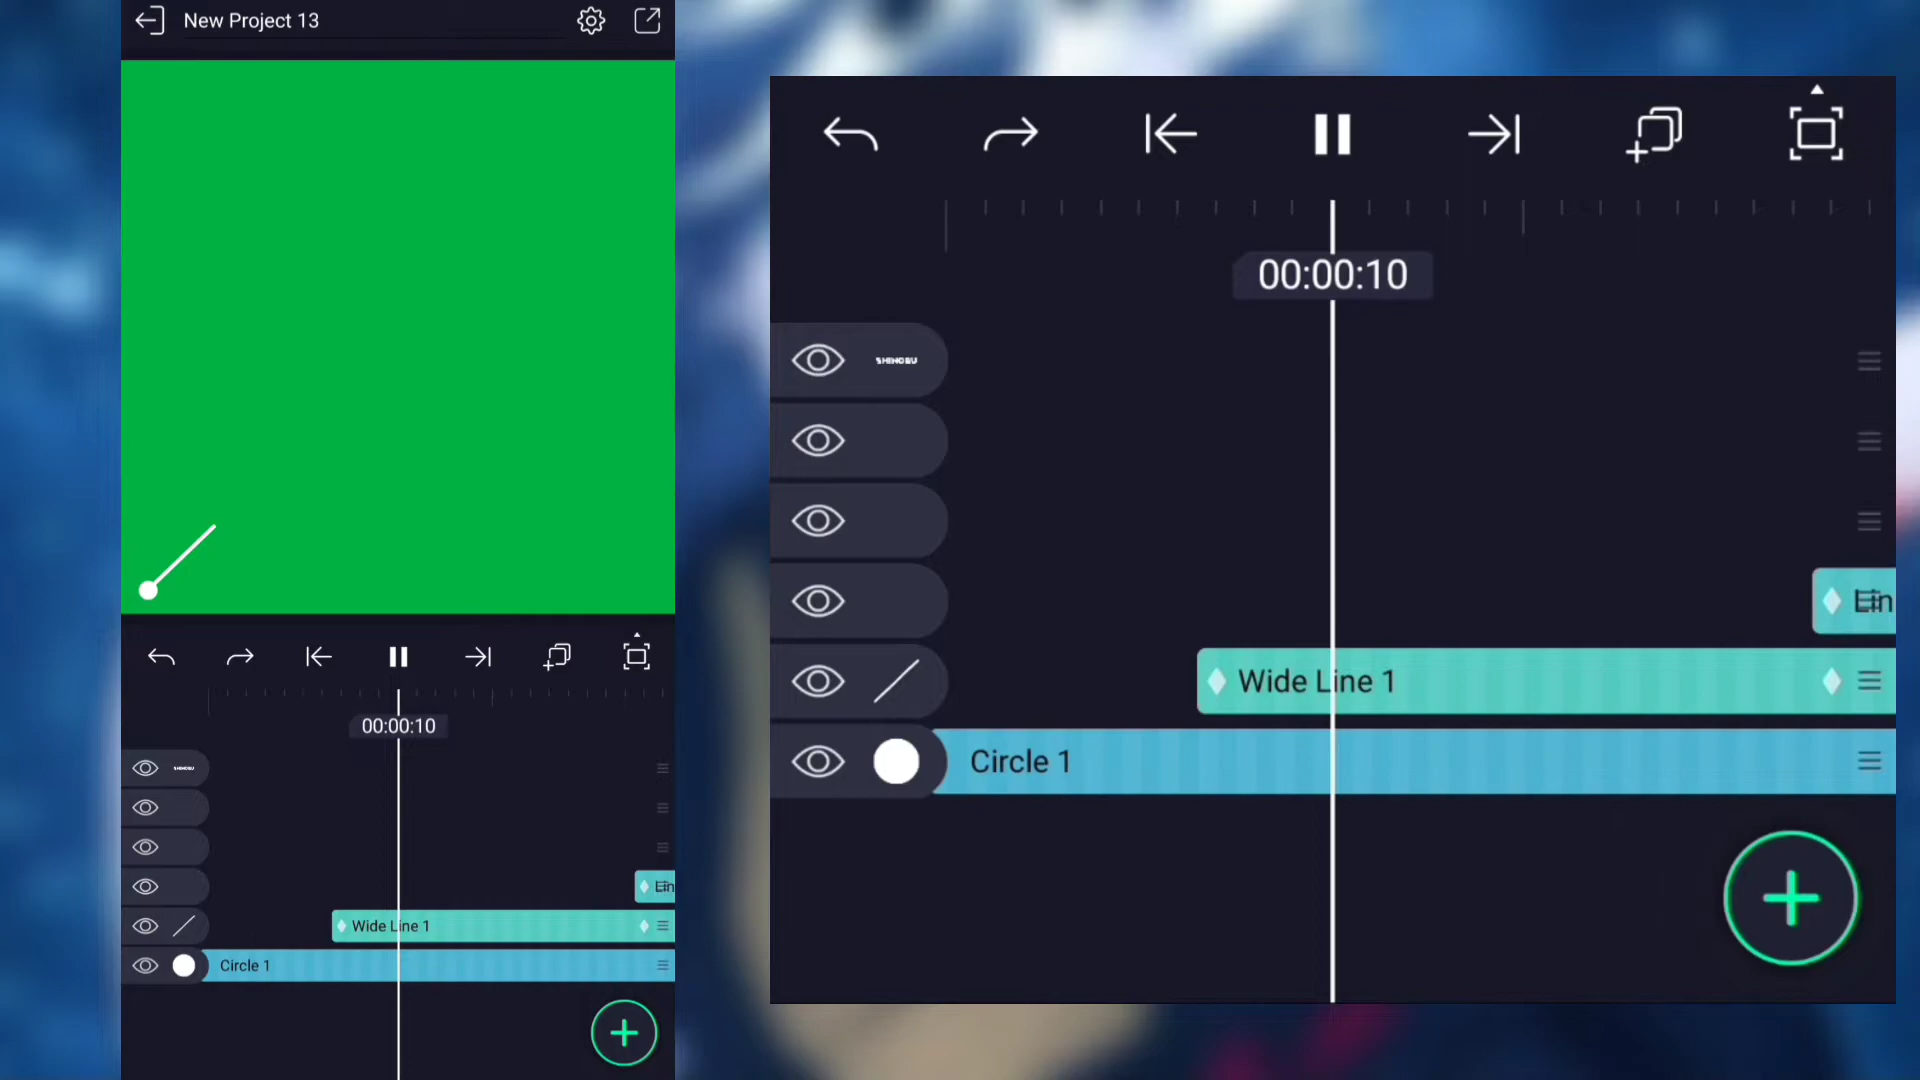 New Project 13
00:00:10
SHINOBU
Wide Line 1
Circle 1
00:00:10
SHINOBU
Lin
Wide Line 1
Circle 1